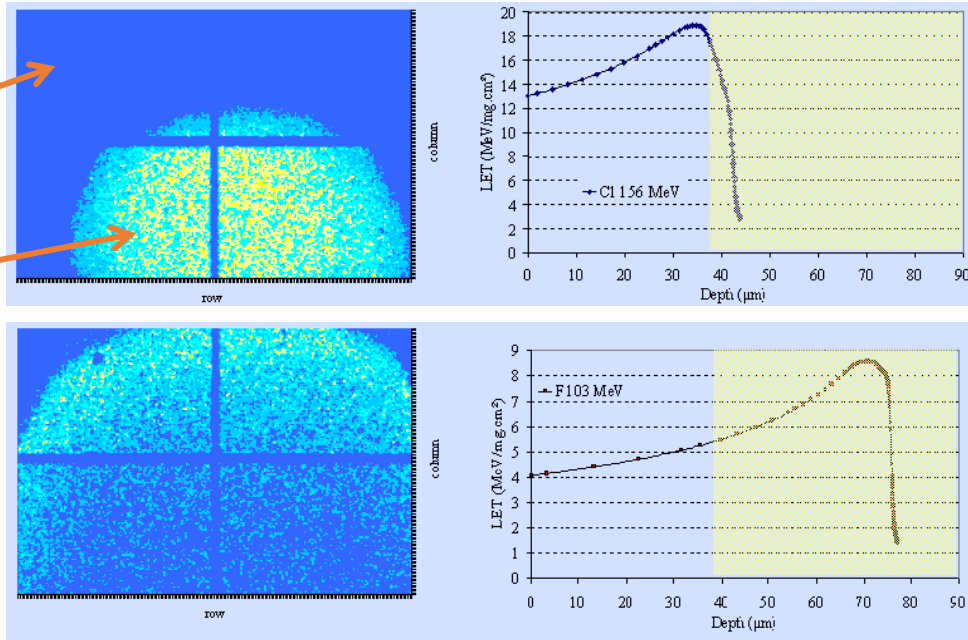 20
18
16
14
12
10
8
6
4
2
0
LET (MeV/mg.cm²)
Cl 156 MeV
0 10 20 30 40 50 60 70 80 90
Depth (μm)
column
row
9
8
7
6
5
4
3
2
1
0
LET (MeV/mg.cm²)
F 103 MeV
0 10 20 30 40 50 60 70 80 90
Depth (μm)
column
row